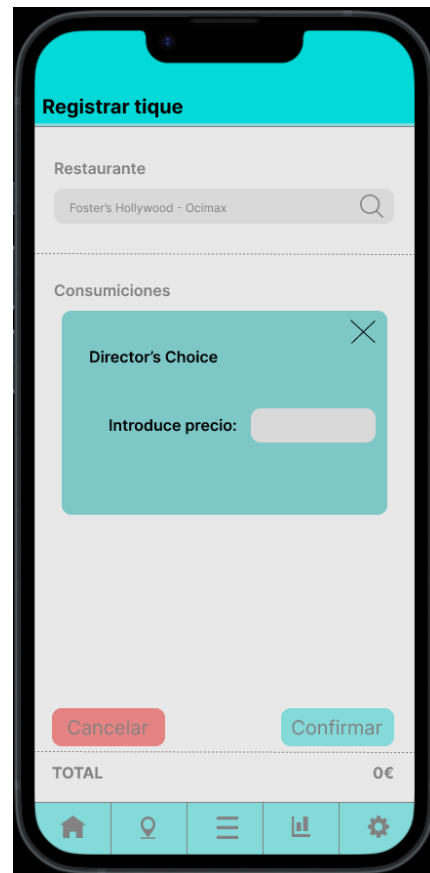 Registrar tique
Restaurante
Foster's Hollywood - Ocimax
Consumiciones
Director's Choice
Introduce precio:
Cancelar
Confirmar
TOTAL
0€